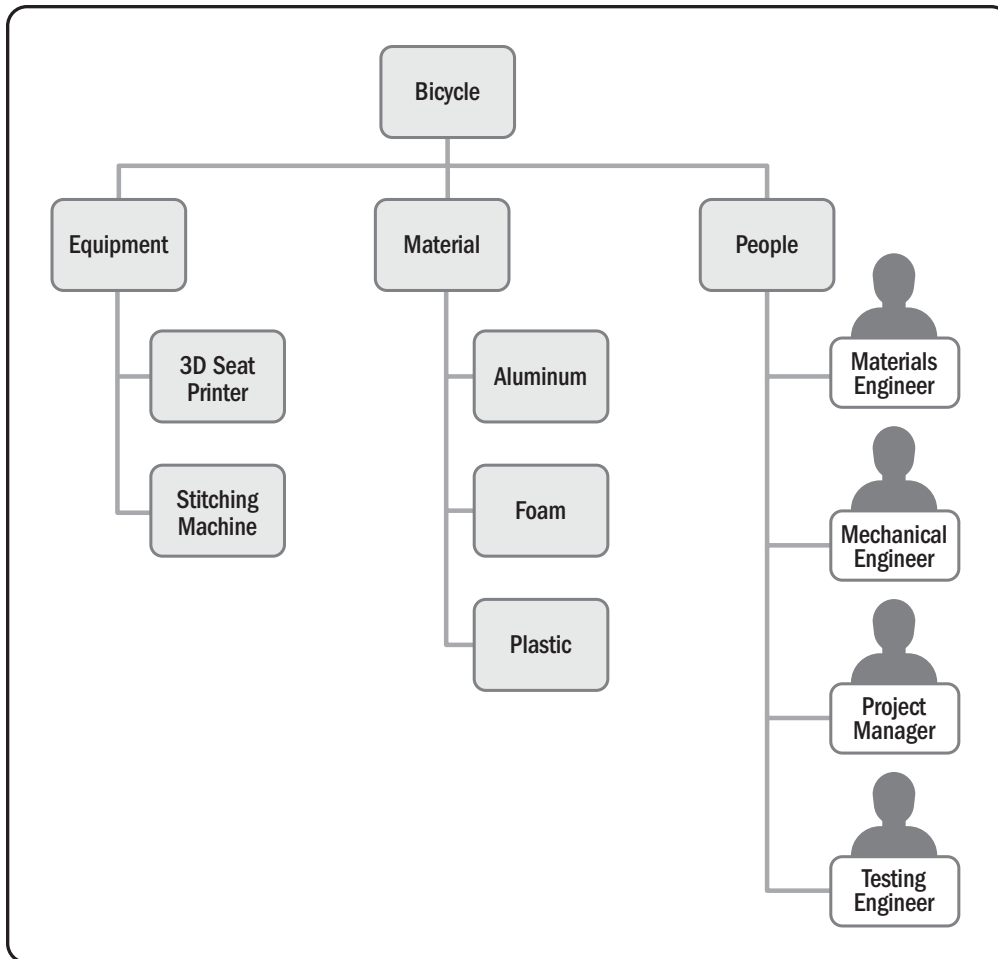 Bicycle
Equipment
Material
People
3D Seat
Printer
Stitching
Machine
Aluminum
Foam
Plastic
Materials
Engineer
Mechanical
Engineer
Project
Manager
Testing
Engineer